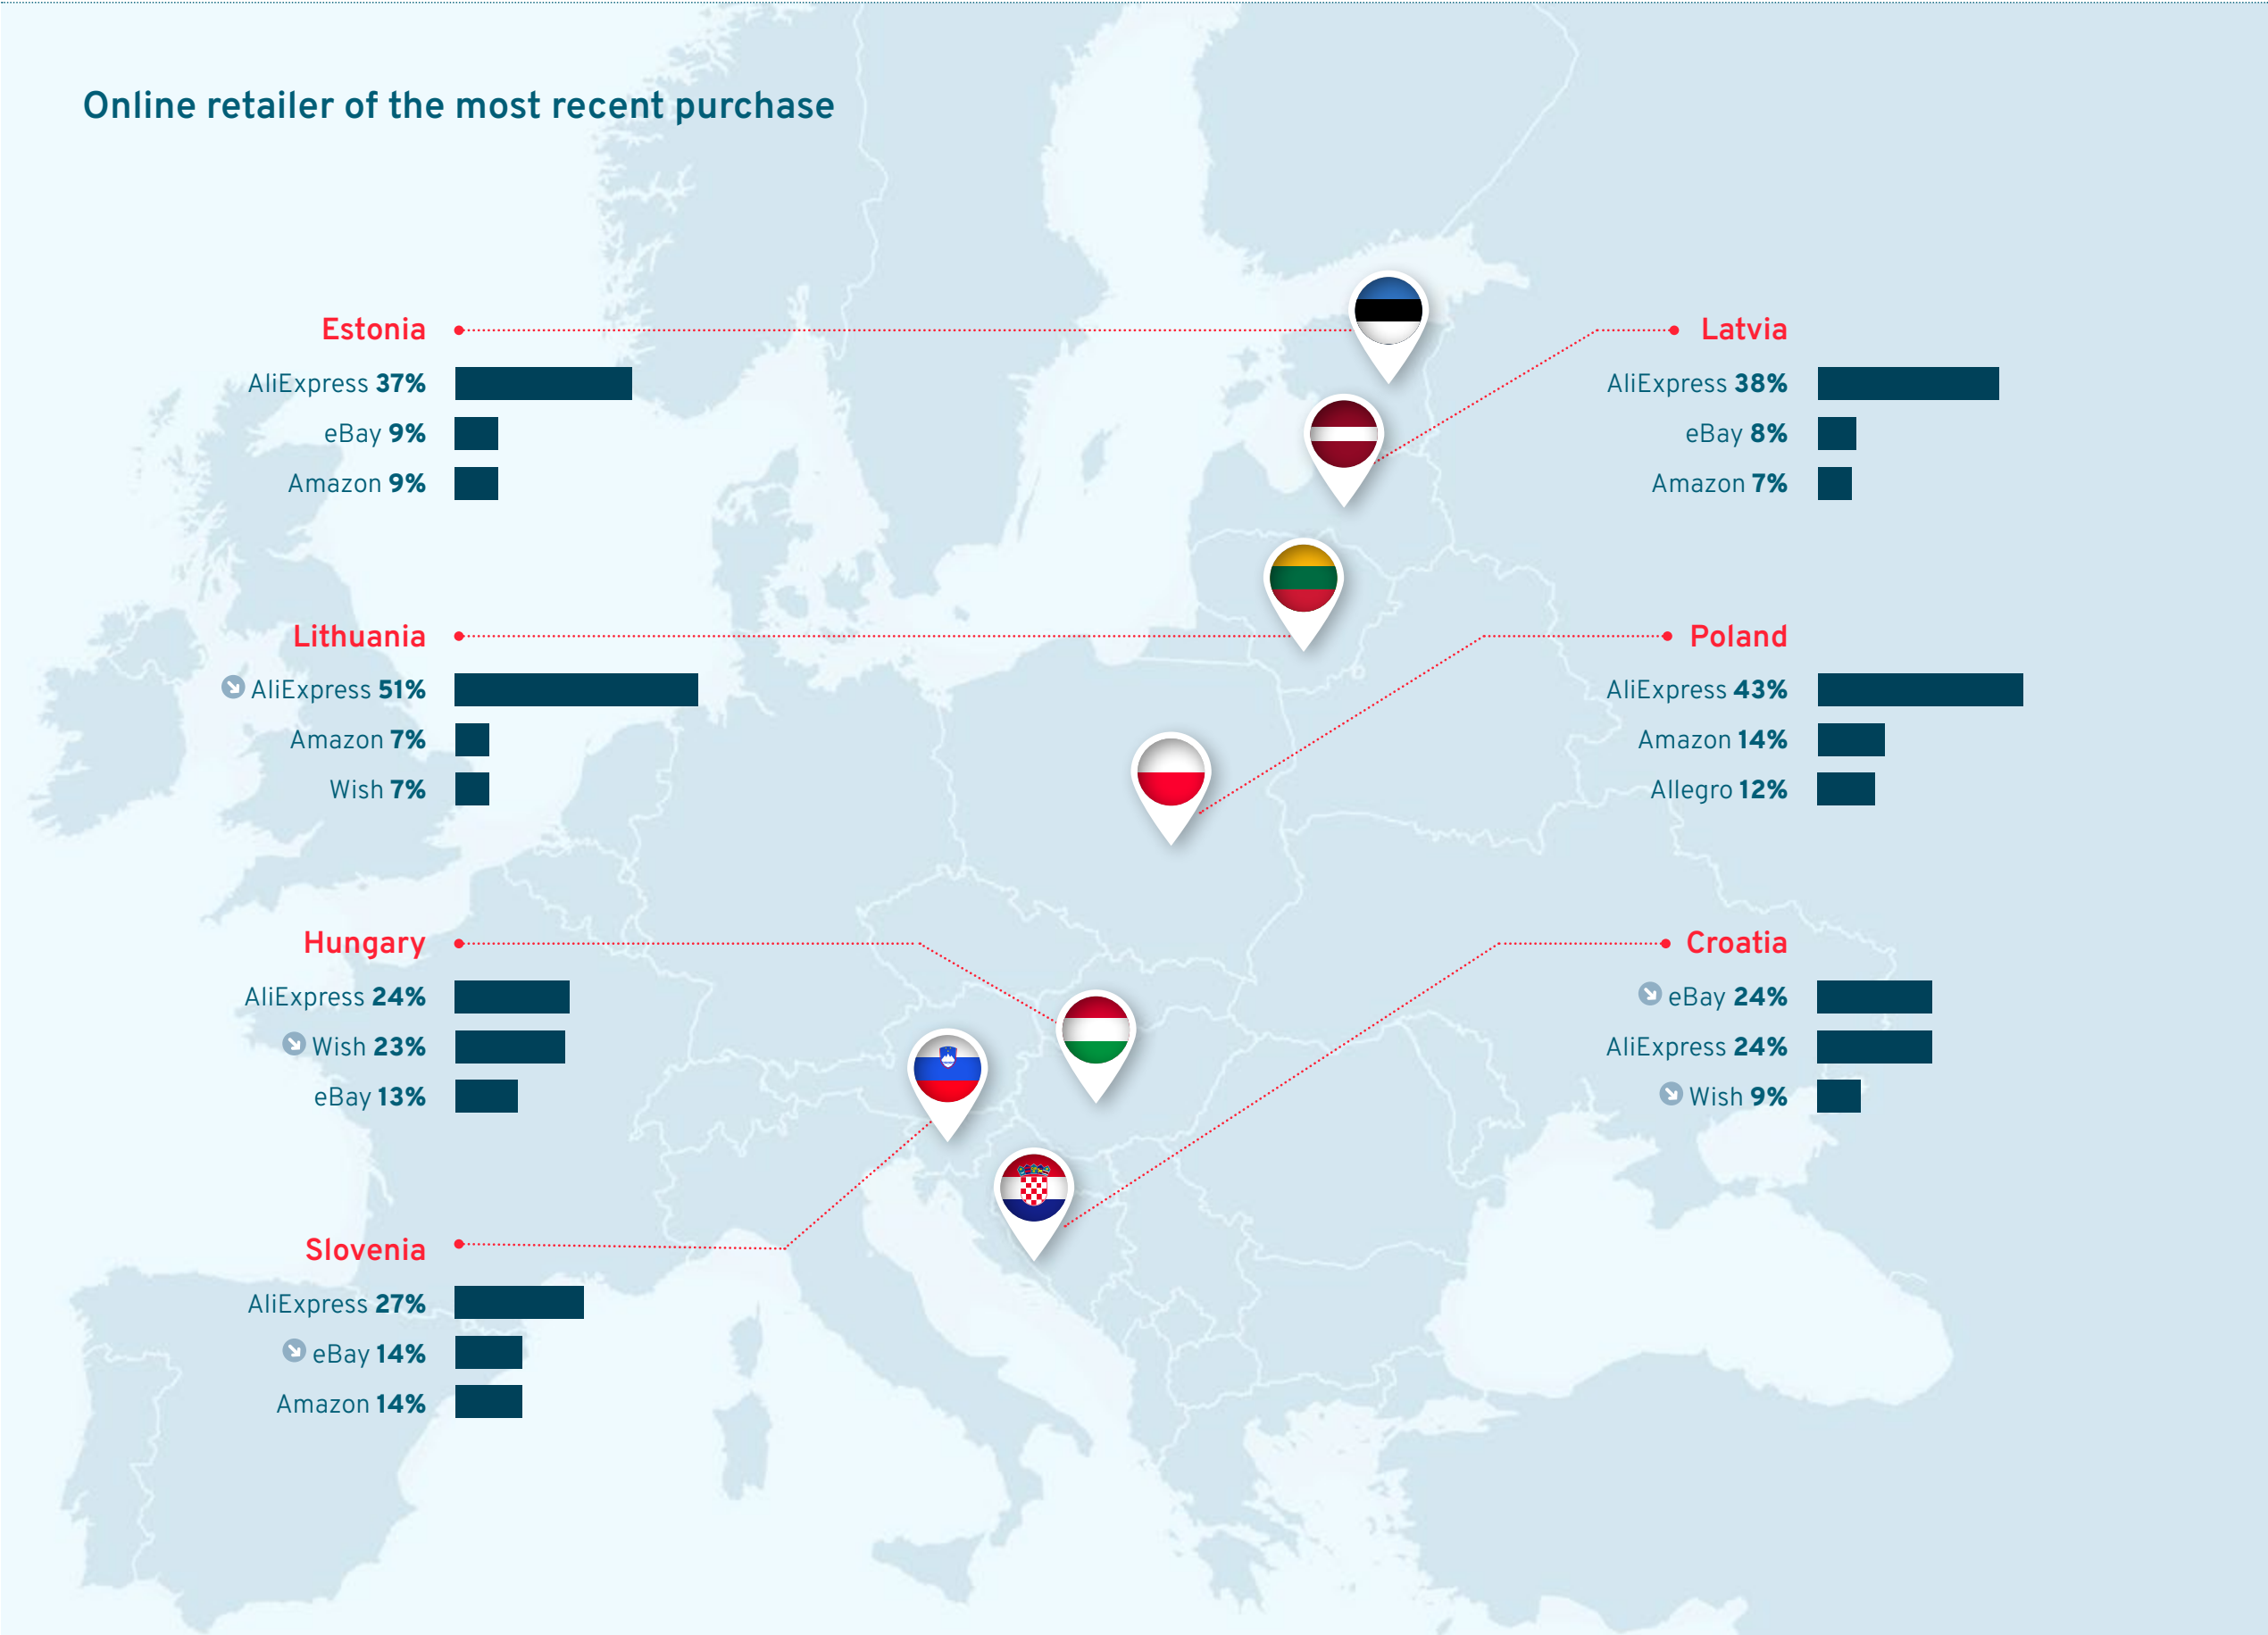 Online retailer of the most recent purchase
Estonia
AliExpress 37%
eBay 9%
Amazon 9%
Latvia
AliExpress 38%
eBay 8%
Amazon 7%
Lithuania
AliExpress 51%
Amazon 7%
Wish 7%
Poland
AliExpress 43%
Amazon 14%
Allegro 12%
Hungary
AliExpress 24%
Wish 23%
eBay 13%
Croatia
eBay 24%
AliExpress 24%
Wish 9%
Slovenia
AliExpress 27%
eBay 14%
Amazon 14%